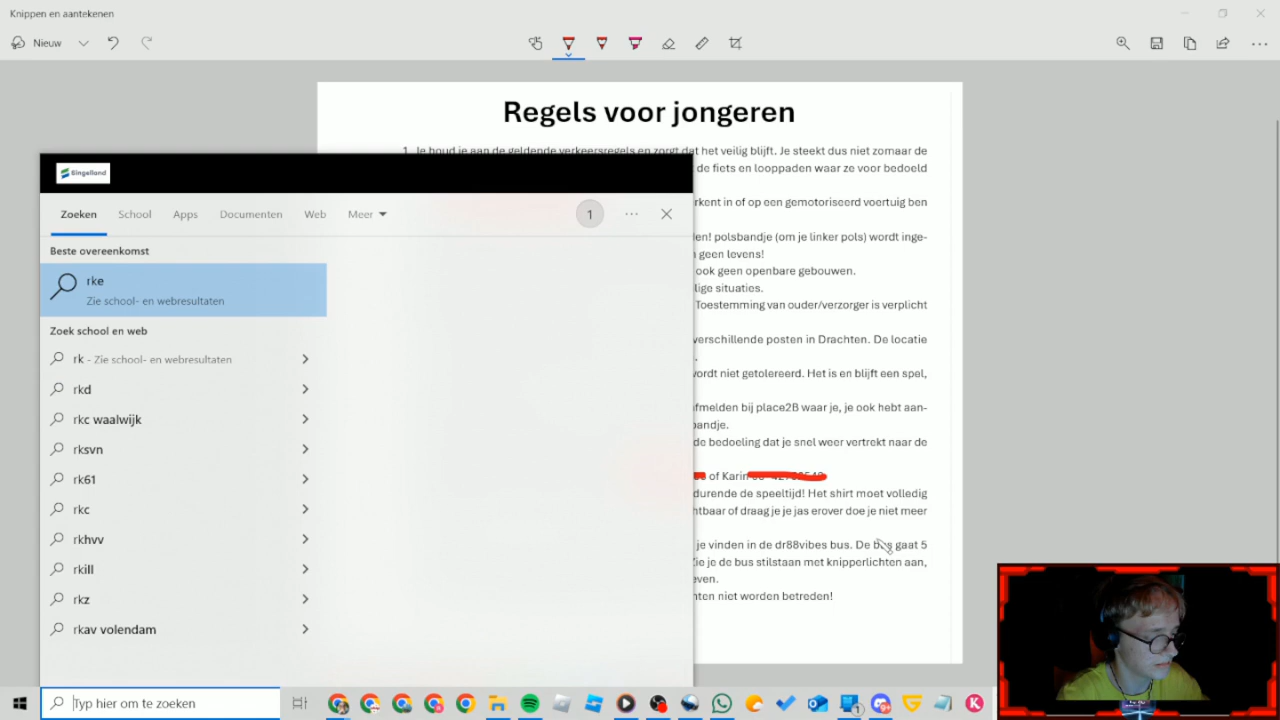 Knippen en aantekenen
Nieuw
Regels voor jongeren
1. Je houd je aan de geldende verkeersregels en zorgt dat het veilig blijft. Je steekt dus niet zomaar de
de fiets en looppaden waar ze voor bedoeld
rkent in of op een gemotoriseerd voertuig ben
den! polsbandje (om je linker pols) wordt inge-
geen levens!
ook geen openbare gebouwen.
lige situaties.
Toestemming van ouder/verzorger is verplicht
verschillende posten in Drachten. De locatie
ordt niet getolereerd. Het is en blijft een spel,
afmelden bij place2B waar je, je ook hebt aan-
bandje.
de bedoeling dat je snel weer vertrekt naar de
of Karin
durende de speeltijd! Het shirt moet volledig
htbaar of draag je je jas erover doe je niet meer
je vinden in de dr88vibes bus. De bus gaat 5
Zie je de bus stilstaan met knipperlichten aan,
even.
nten niet worden betreden!
Singelland
Zoeken School Apps Documenten Web Meer 1
Beste overeenkomst
rke
Zie school- en webresultaten
Zoek school en web
rk - Zie school- en webresultaten
rkd
rkc waalwijk
rksvn
rk61
rkc
rkhvv
rkill
rkz
rkav volendam
Typ hier om te zoeken